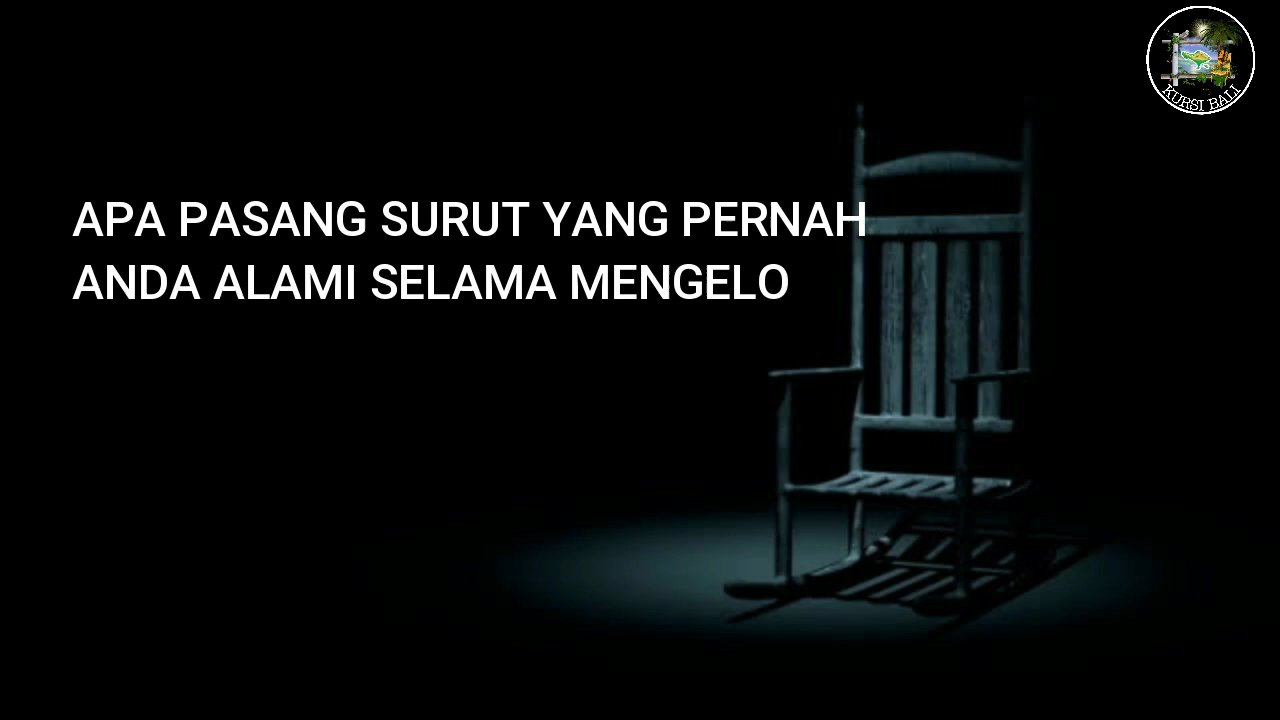 KURSI BALI
APA PASANG SURUT YANG PERNAH
ANDA ALAMI SELAMA MENGELO